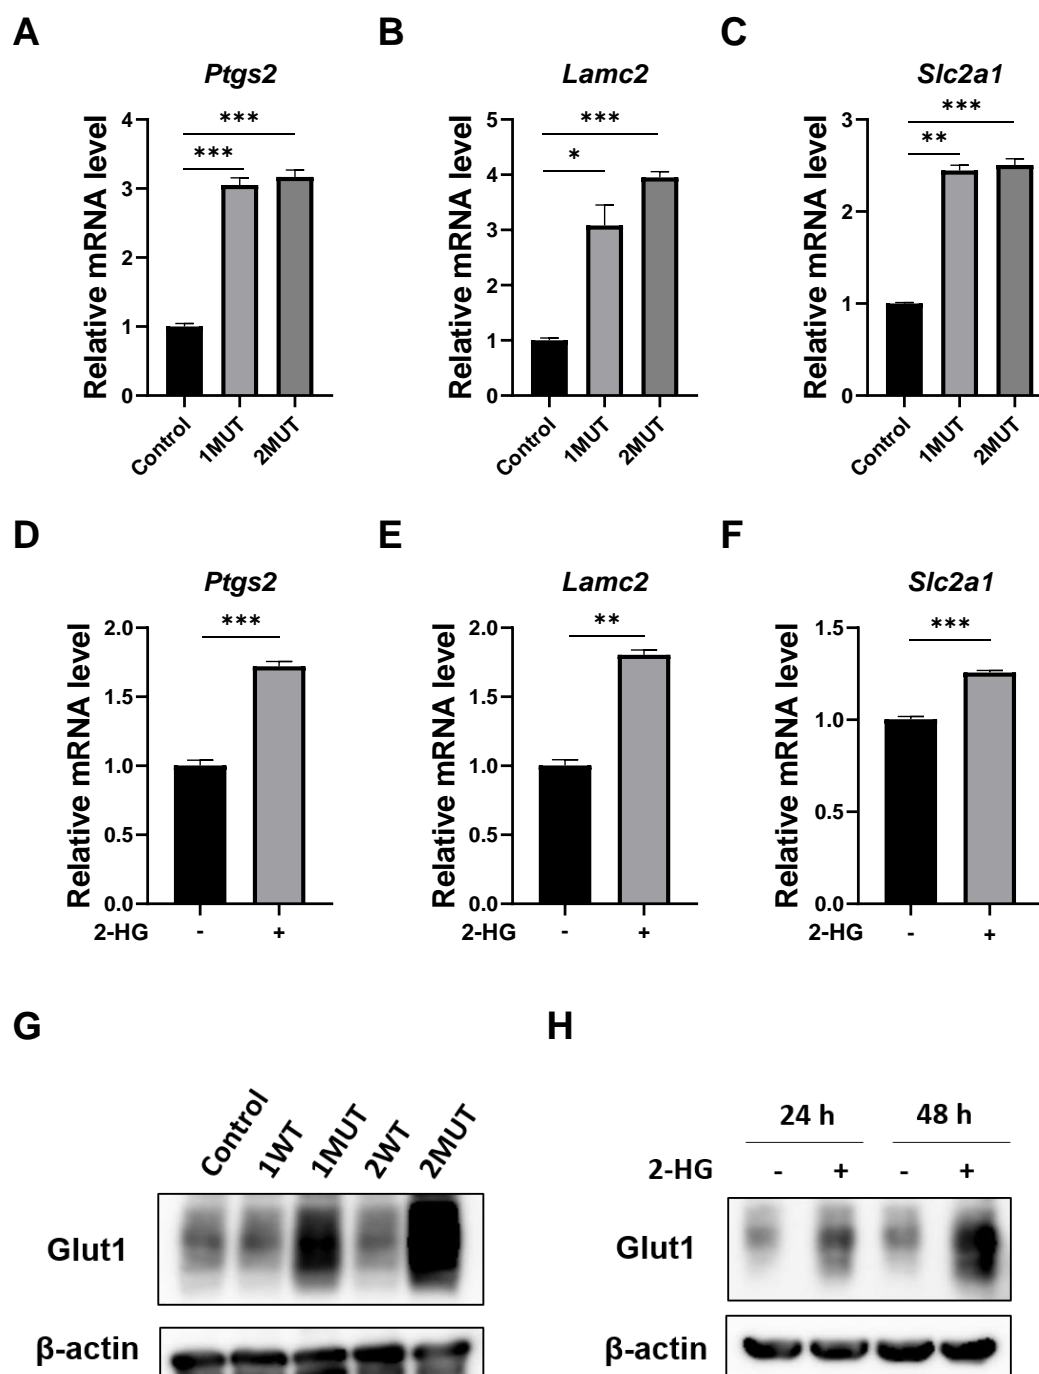 A
Ptgs2
Relative mRNA level
4
3
2
1
0
***
***
Control
1MUT
2MUT
B
Lamc2
Relative mRNA level
5
4
3
2
1
0
***
*
Control
1MUT
2MUT
C
Slc2a1
Relative mRNA level
3
2
1
0
***
**
Control
1MUT
2MUT
D
Ptgs2
Relative mRNA level
2.0
1.5
1.0
0.5
0.0
***
2-HG - +
E
Lamc2
Relative mRNA level
2.0
1.5
1.0
0.5
0.0
**
2-HG - +
F
Slc2a1
Relative mRNA level
1.5
1.0
0.5
0.0
***
2-HG - +
G
Control
1WT
1MUT
2WT
2MUT
Glut1
β-actin
H
24 h 48 h
2-HG - + - +
Glut1
β-actin